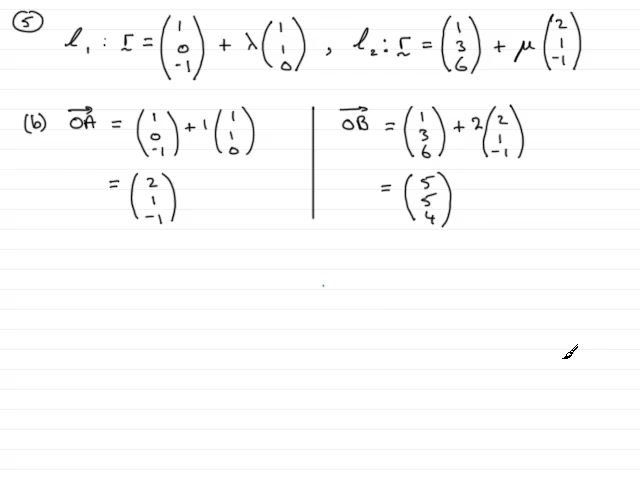 ⑤ l₁ : r = (1 0 -1) + λ (1 1 0) , l₂ : r = (1 3 6) + μ (2 1 -1)
(b) OA = (1 0 -1) + 1 (1 1 0)
= (2 1 -1)
OB = (1 3 6) + 2 (2 1 -1)
= (5 5 4)